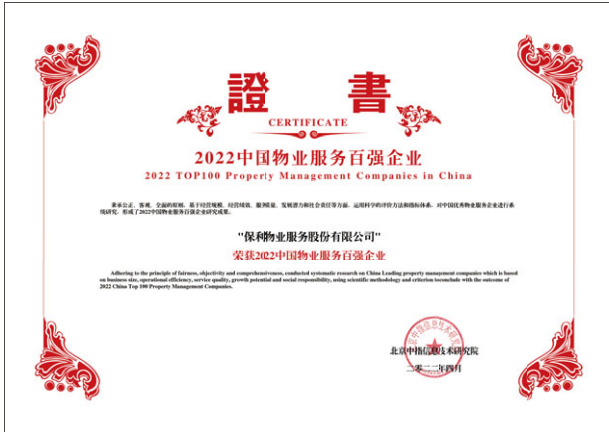 證 書
CERTIFICATE
2022中国物业服务百强企业
2022 TOP100 Property Management Companies in China
秉承公正、客观、全面的原则，基于经营规模、经营绩效、服务质量、发展潜力和社会责任等方面，运用科学的评价方法和指标体系，对中国优秀物业服务企业进行系
统研究，形成了2022中国物业服务百强企业研究成果。
"保利物业服务股份有限公司"
荣获2022中国物业服务百强企业
Adhering to the principle of fairness, objectivity and comprehensiveness, conducted systematic research on China Leading property management companies which is based
on business size, operational efficiency, service quality, growth potential and social responsibility, using scientific methodology and criterion toconclude with the outcome of
2022 China Top 100 Property Management Companies.
北京中指信息技术研究院
二零二二年四月